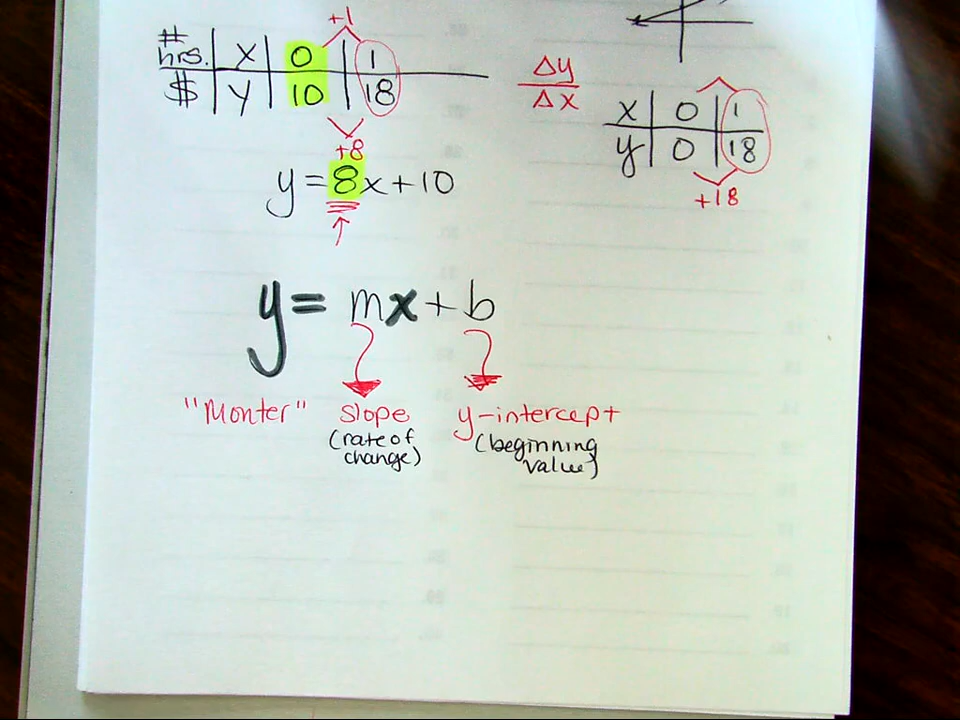 +1
# hrs. x 0 1
$ y 10 18
+8
y = 8x + 10
Δy
Δx
x 0 1
y 0 18
+18
y = mx + b
"Monter" slope y-intercept
(rate of (beginning
change) value)